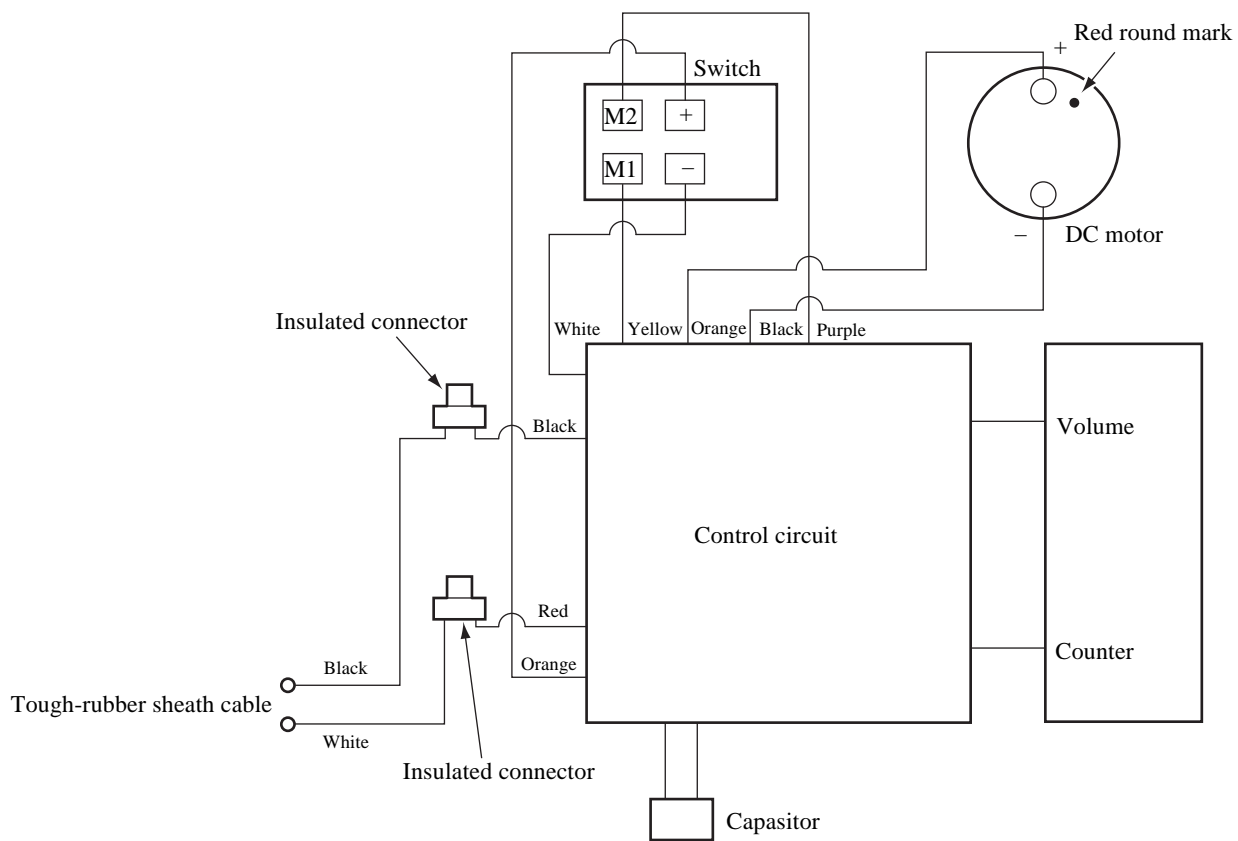 Red round mark
+
Switch
M2 +
M1 −
− DC motor
Insulated connector
White Yellow Orange Black Purple
Black
Volume
Control circuit
Red
Orange
Counter
Black
Tough-rubber sheath cable
White
Insulated connector
Capasitor